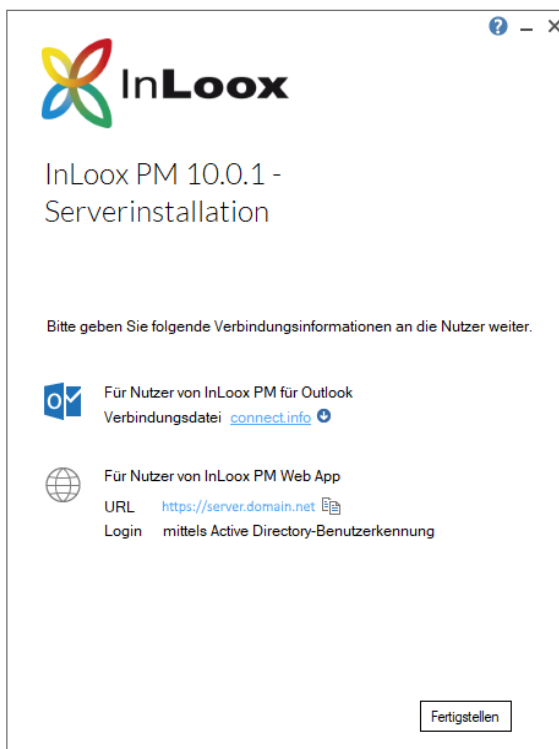 InLoox
InLoox PM 10.0.1 -
Serverinstallation
Bitte geben Sie folgende Verbindungsinformationen an die Nutzer weiter.
Für Nutzer von InLoox PM für Outlook
Verbindungsdatei connect.info
Für Nutzer von InLoox PM Web App
URL https://server.domain.net
Login mittels Active Directory-Benutzerkennung
Fertigstellen